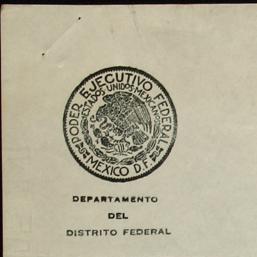 PODER EJECUTIVO FEDERAL
ESTADOS UNIDOS MEXICANOS
MEXICO D.F.
DEPARTAMENTO
DEL
DISTRITO FEDERAL